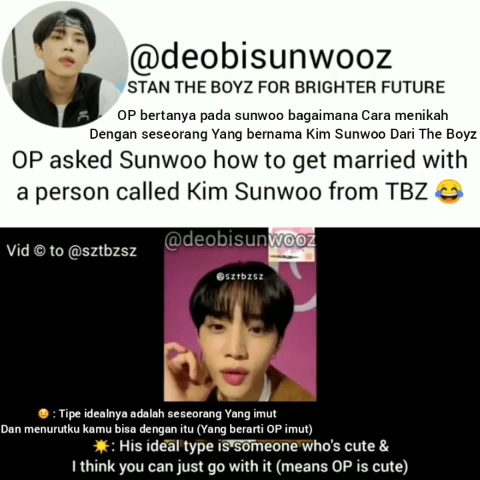 @deobisunwooz
STAN THE BOYZ FOR BRIGHTER FUTURE
OP bertanya pada sunwoo bagaimana Cara menikah
Dengan seseorang Yang bernama Kim Sunwoo Dari The Boyz
OP asked Sunwoo how to get married with
a person called Kim Sunwoo from TBZ 😂
@deobisunwooz
Vid © to @sztbzsz
@sztbzsz
🌞 : Tipe idealnya adalah seseorang Yang imut
Dan menurutku kamu bisa dengan itu (Yang berarti OP imut)
☀️: His ideal type is someone who's cute &
I think you can just go with it (means OP is cute)